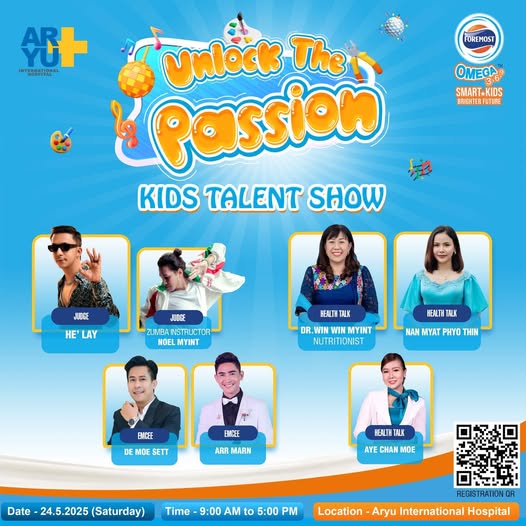 ARYU
INTERNATIONAL
HOSPITAL
FOREMOST
OMEGA
3·6·9
SMART KIDS
BRIGHTER FUTURE
Unlock The
Passion
KIDS TALENT SHOW
JUDGE
HE' LAY
JUDGE
ZUMBA INSTRUCTOR
NOEL MYINT
HEALTH TALK
DR.WIN WIN MYINT
NUTRITIONIST
HEALTH TALK
NAN MYAT PHYO THIN
EMCEE
DE MOE SETT
EMCEE
ARR MARN
HEALTH TALK
AYE CHAN MOE
REGISTRATION QR
Date - 24.5.2025 (Saturday)
Time - 9:00 AM to 5:00 PM
Location - Aryu International Hospital